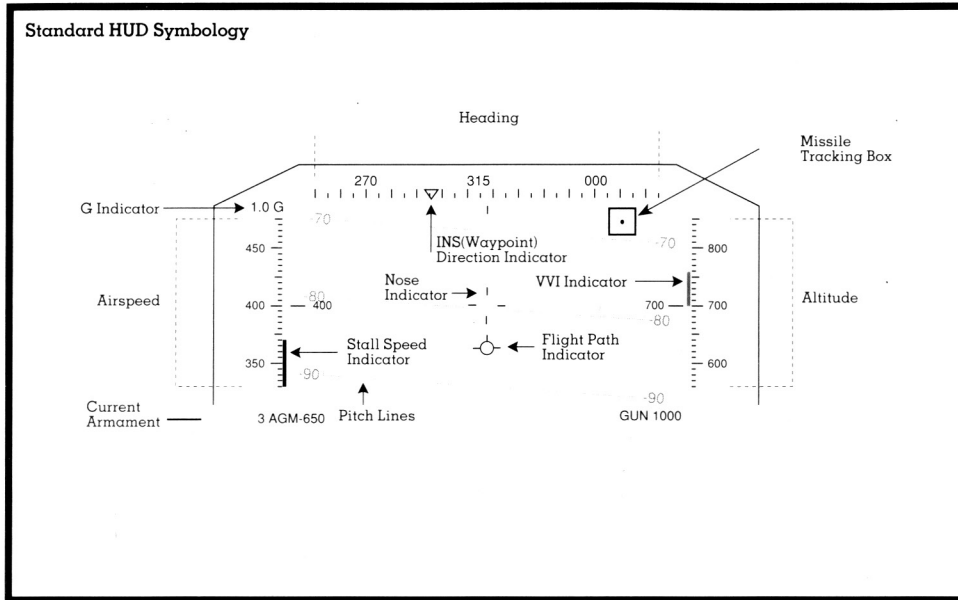 Standard HUD Symbology
Heading
Missile
Tracking Box
270 315 000
G Indicator 1.0 G
-70
-70
450
800
INS(Waypoint)
Direction Indicator
Nose
Indicator
VVI Indicator
Airspeed
400 400
-80
700 700
-80
Altitude
Stall Speed
Indicator
Flight Path
Indicator
350
-90
600
-90
Current
Armament
3 AGM-650
Pitch Lines
GUN 1000